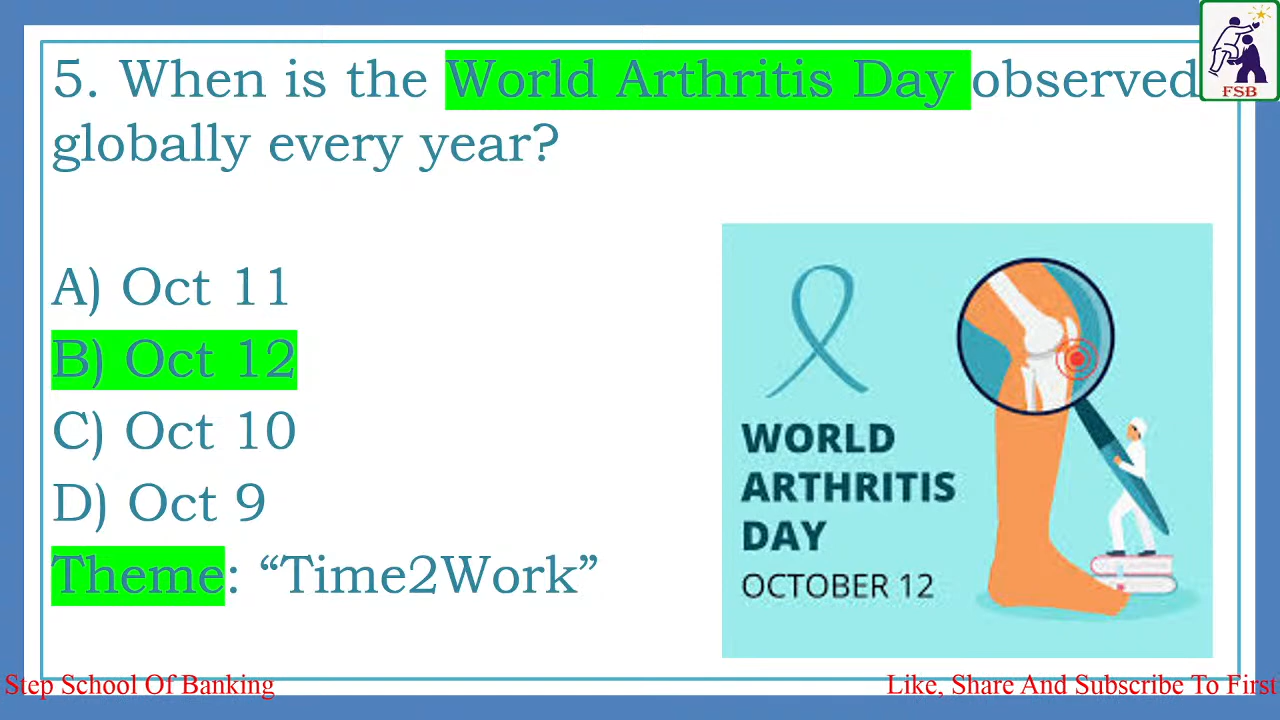 5. When is the World Arthritis Day observed
globally every year?
A) Oct 11
B) Oct 12
C) Oct 10
D) Oct 9
Theme: “Time2Work”
WORLD
ARTHRITIS
DAY
OCTOBER 12
FSB
Step School Of Banking
Like, Share And Subscribe To First